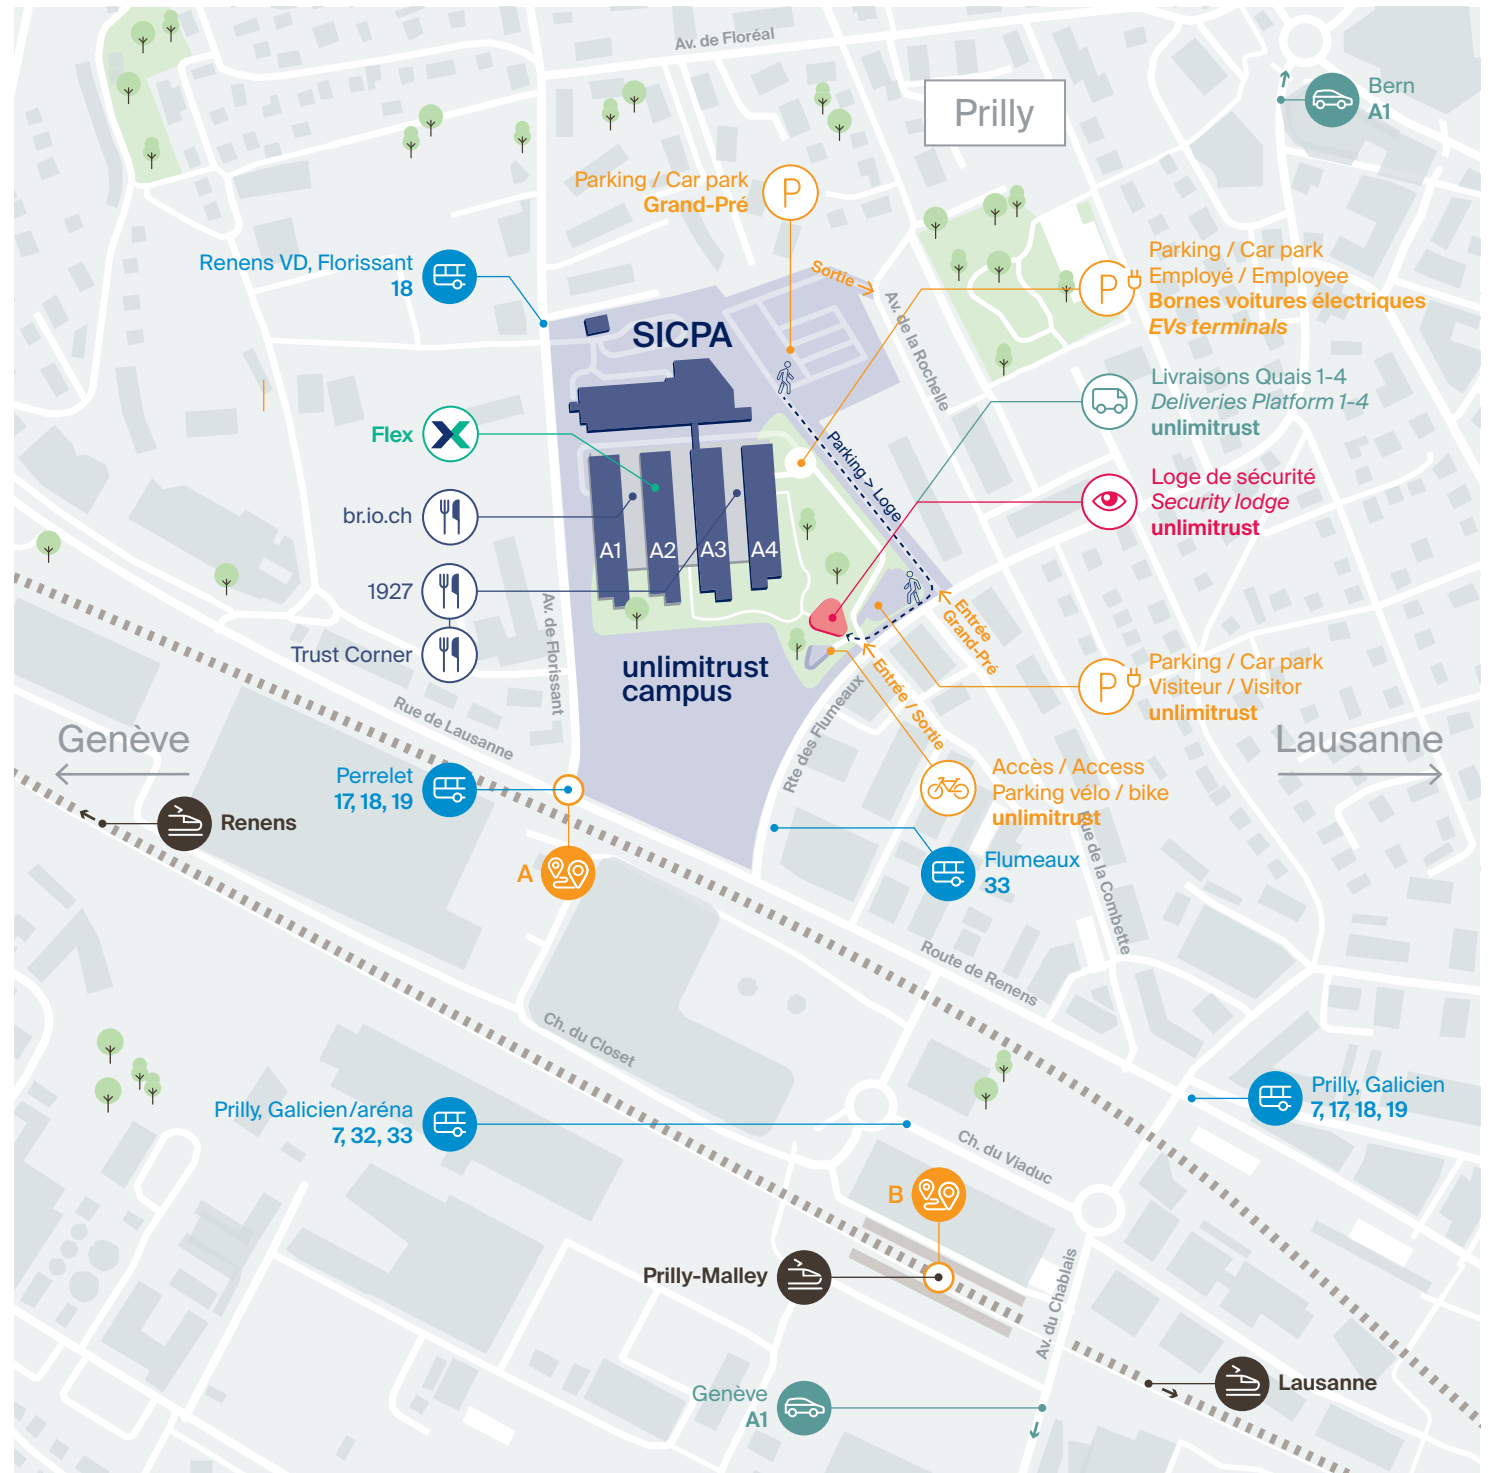 Av. de Floréal
Prilly
Bern
A1
Parking / Car park
Grand-Pré
P
Renens VD, Florissant
18
Sortie
Parking / Car park
Employé / Employee
Bornes voitures électriques
EVs terminals
P
SICPA
Av. de la Rochelle
Livraisons Quais 1-4
Deliveries Platform 1-4
unlimitrust
Flex
Parking > Loge
Loge de sécurité
Security lodge
unlimitrust
br.io.ch
A1
A2
A3
A4
1927
Trust Corner
Av. de Florissant
Entrée
Grand-Pré
unlimitrust
campus
Entrée / Sortie
Parking / Car park
Visiteur / Visitor
unlimitrust
P
Rue de Lausanne
Rte des Flumeaux
Genève
Lausanne
Perrelet
17, 18, 19
Accès / Access
Parking vélo / bike
unlimitrust
Renens
Rue de la Combette
A
Flumeaux
33
Route de Renens
Ch. du Closet
Prilly, Galicien/aréna
7, 32, 33
Prilly, Galicien
7, 17, 18, 19
Ch. du Viaduc
B
Prilly-Malley
Av. du Chablais
Genève
A1
Lausanne